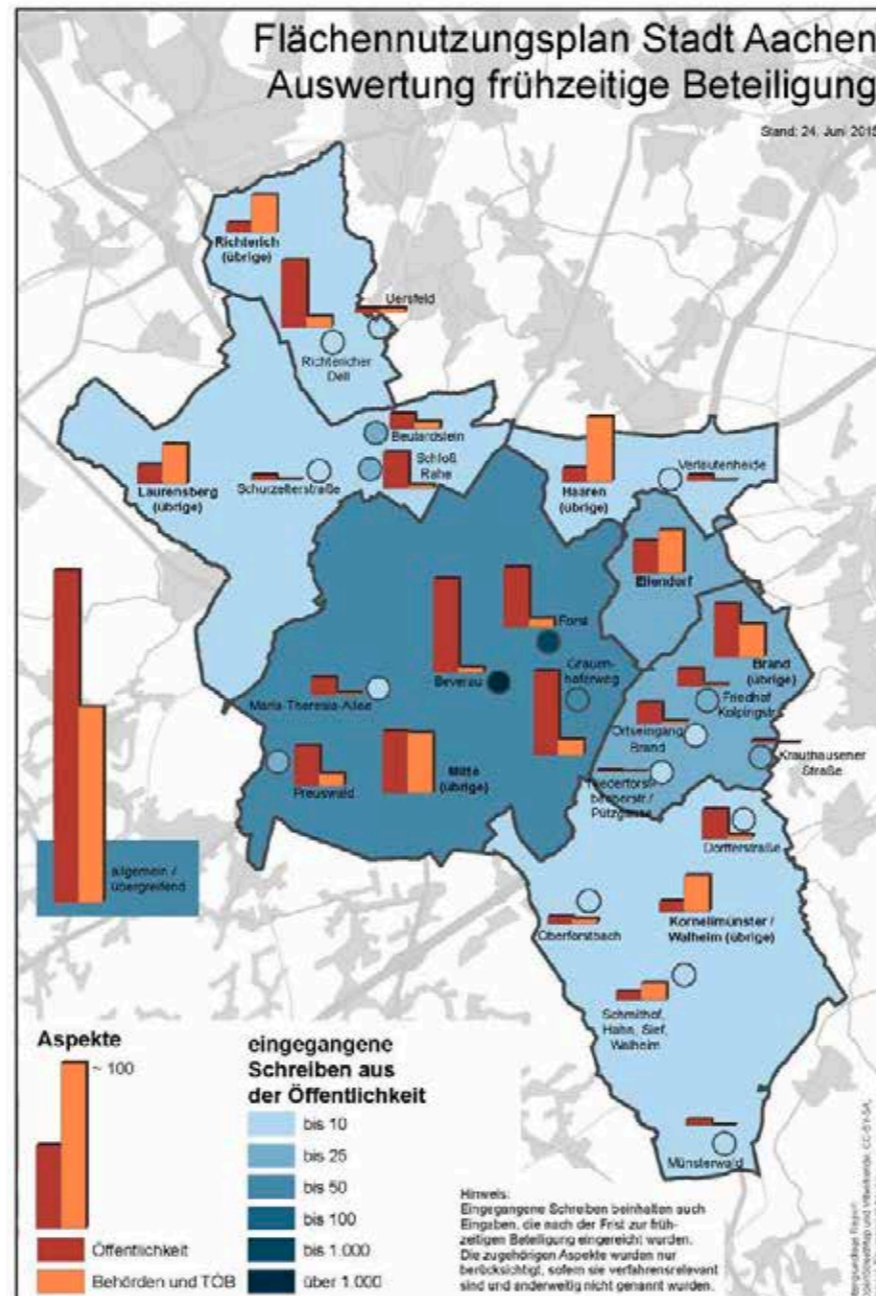 Flächennutzungsplan Stadt Aachen
Auswertung frühzeitige Beteiligung
Stand: 24. Juni 2015
Richterich
(übrige)
Uersfeld
Richtericher
Dell
Beulardstein
Schloß
Rahe
Laurensberg
(übrige)
Schurzelterstraße
Haaren
(übrige)
Verlautenheide
Eilendorf
Forst
Brand
(übrige)
Beverau
Grauenhoferweg
Friedhof
Kolpingstr.
Maria-Theresia-Allee
Ortseingang
Brand
Krauthausener
Straße
Preuswald
Mitte
(übrige)
Pützgasse
Dorfferstraße
allgemein /
übergreifend
Oberforstbach
Kornelimünster /
Walheim (übrige)
Schmithof,
Hahn, Sief,
Walheim
Münsterwald
Aspekte
~ 100
Öffentlichkeit
Behörden und TÖB
eingegangene
Schreiben aus
der Öffentlichkeit
bis 10
bis 25
bis 50
bis 100
bis 1.000
über 1.000
Hinweis:
Eingegangene Schreiben beinhalten auch
Eingaben, die nach der Frist zur früh-
zeitigen Beteiligung eingereicht wurden.
Die zugehörigen Aspekte wurden nur
berücksichtigt, sofern sie verfahrensrelevant
sind und anderweitig nicht genannt wurden.